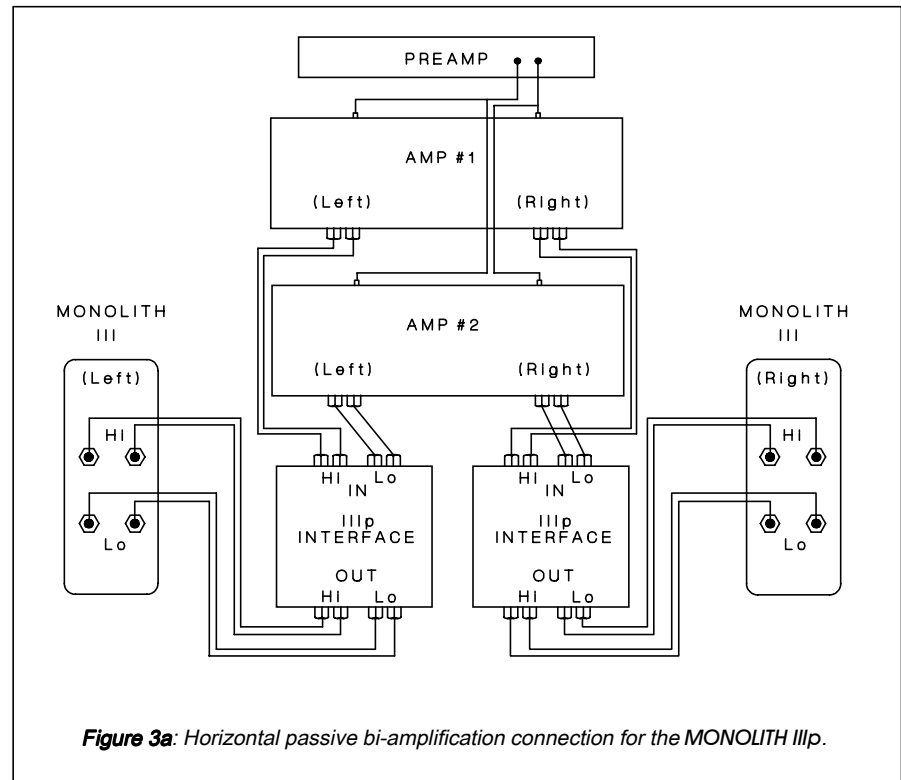 PREAMP
AMP #1
(Left) (Right)
AMP #2
(Left) (Right)
MONOLITH
III
(Left)
HI
Lo
MONOLITH
III
(Right)
HI
Lo
HI Lo
IN
IIIp
INTERFACE
OUT
HI Lo
HI Lo
IN
IIIp
INTERFACE
OUT
HI Lo
Figure 3a: Horizontal passive bi-amplification connection for the MONOLITH IIIp.